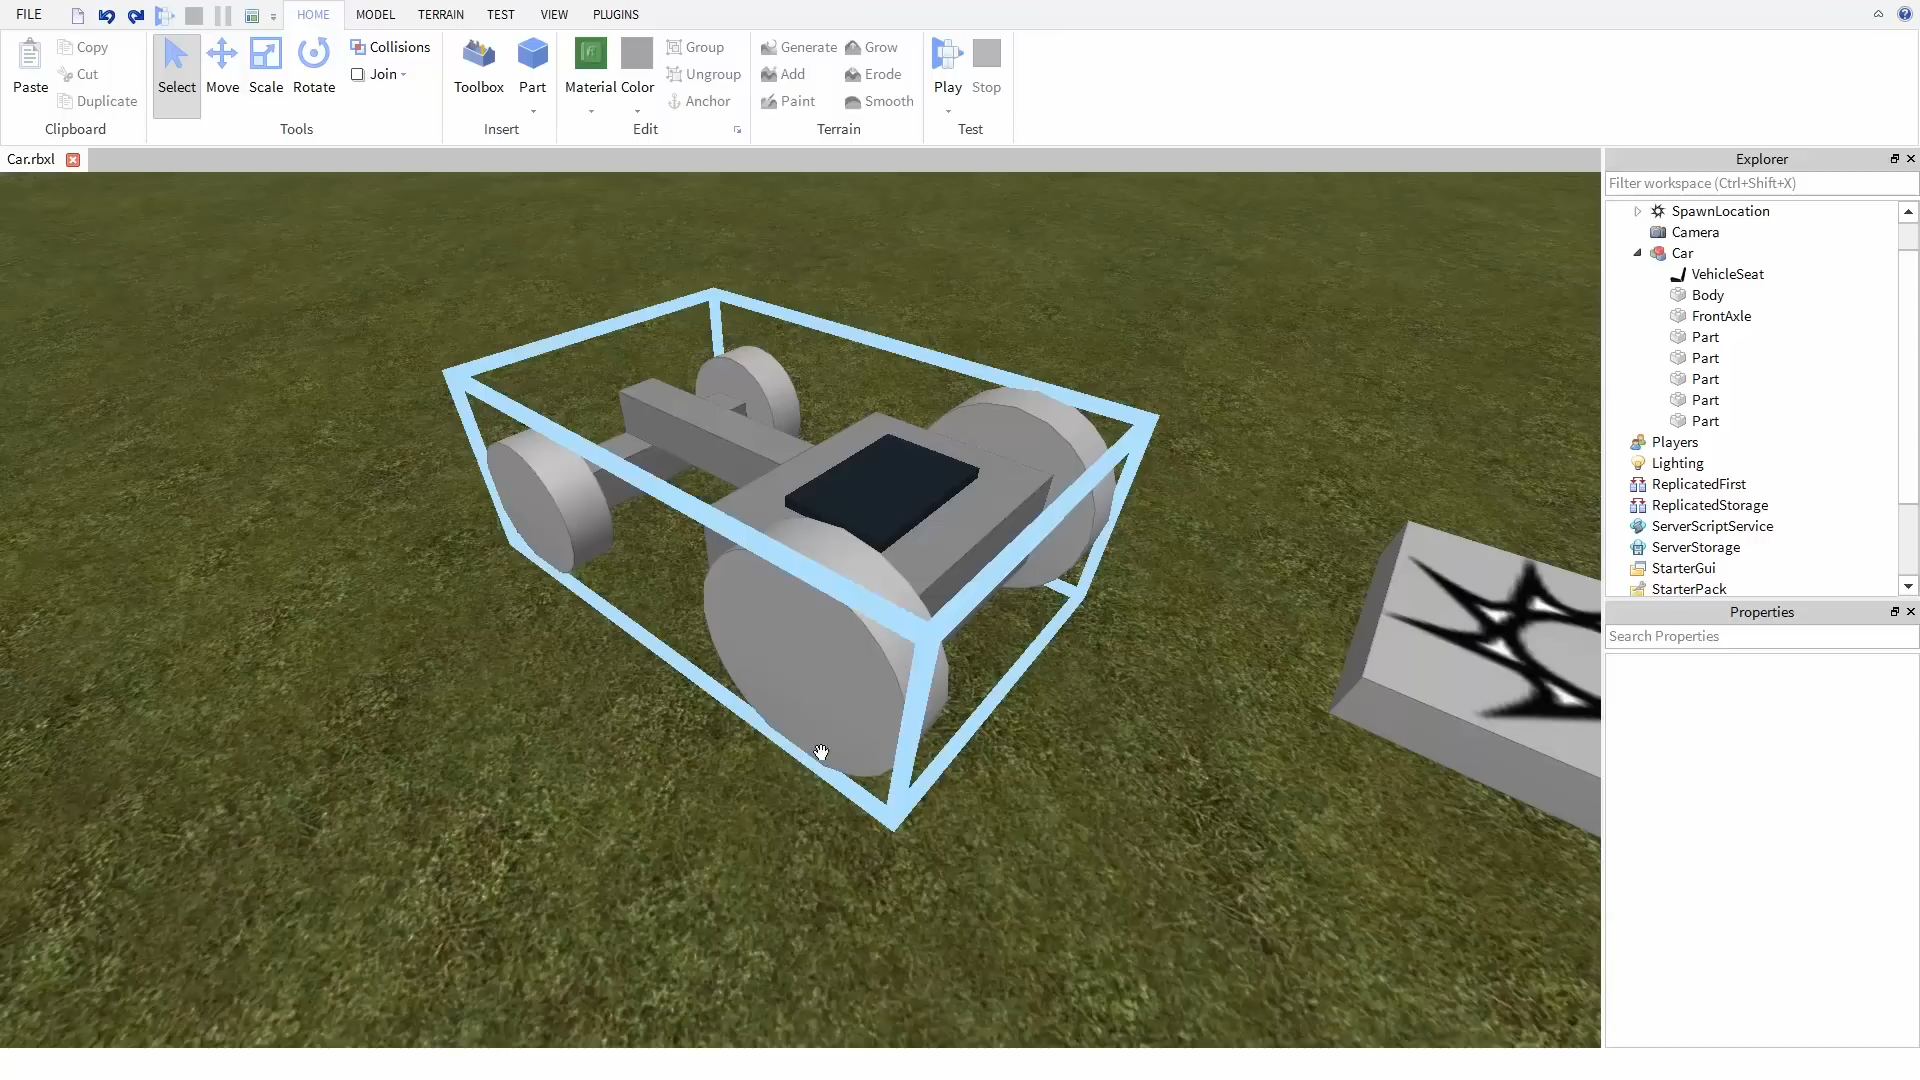 FILE HOME MODEL TERRAIN TEST VIEW PLUGINS
Paste Copy Cut Duplicate
Clipboard
Select Move Scale Rotate Collisions Join
Tools
Toolbox Part
Insert
Material Color Group Ungroup Anchor
Edit
Generate Grow Add Erode Paint Smooth
Terrain
Play Stop
Test
Car.rbxl
Explorer
Filter workspace (Ctrl+Shift+X)
SpawnLocation
Camera
Car
VehicleSeat
Body
FrontAxle
Part
Part
Part
Part
Part
Players
Lighting
ReplicatedFirst
ReplicatedStorage
ServerScriptService
ServerStorage
StarterGui
StarterPack
Properties
Search Properties